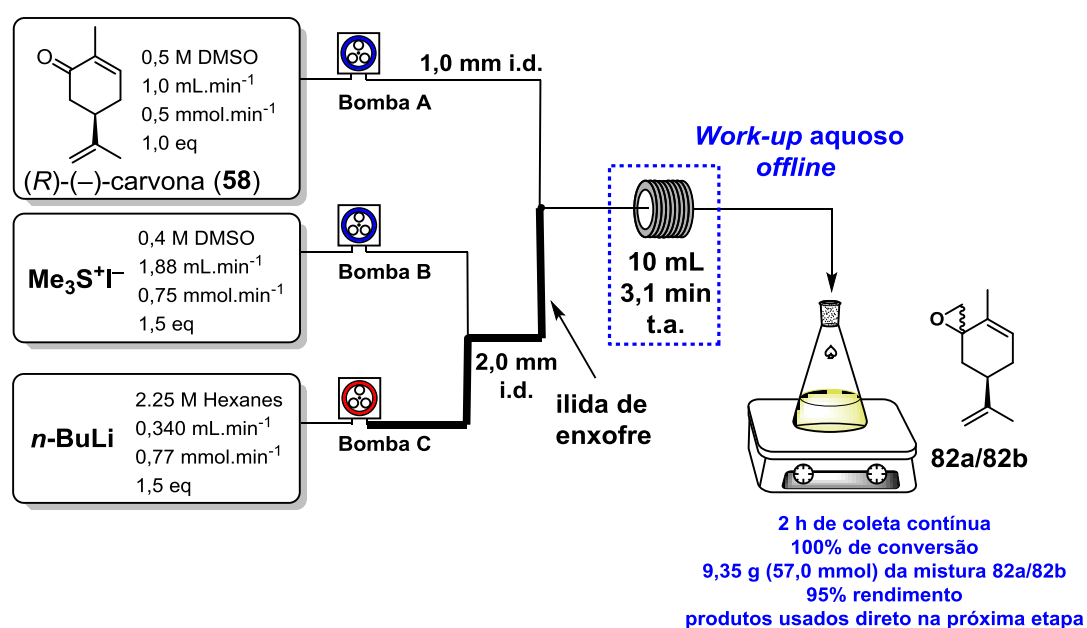 O
0,5 M DMSO
1,0 mL.min-1
0,5 mmol.min-1
1,0 eq
(R)-(–)-carvona (58)
Bomba A
1,0 mm i.d.
Me3S+I–
0,4 M DMSO
1,88 mL.min-1
0,75 mmol.min-1
1,5 eq
Bomba B
n-BuLi
2.25 M Hexanes
0,340 mL.min-1
0,77 mmol.min-1
1,5 eq
Bomba C
2,0 mm
i.d.
ilida de
enxofre
Work-up aquoso
offline
10 mL
3,1 min
t.a.
O
82a/82b
2 h de coleta contínua
100% de conversão
9,35 g (57,0 mmol) da mistura 82a/82b
95% rendimento
produtos usados direto na próxima etapa